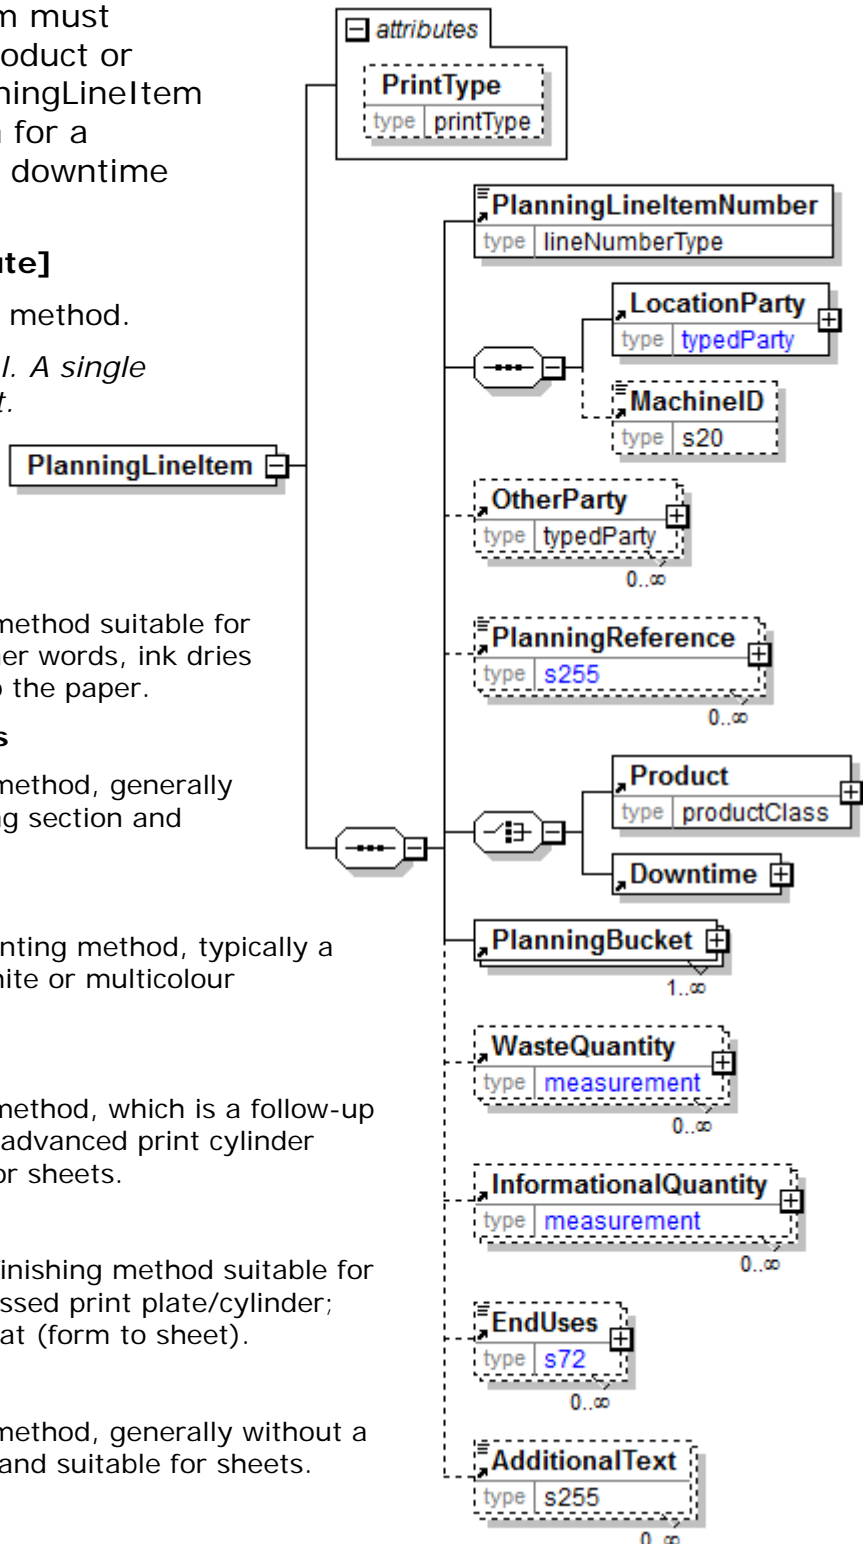 m must
oduct or
ningLineItem
for a
downtime
ute]
method.
l. A single
t.
method suitable for
ner words, ink dries
o the paper.
s
method, generally
ng section and
nting method, typically a
nite or multicolour
method, which is a follow-up
advanced print cylinder
or sheets.
finishing method suitable for
ssed print plate/cylinder;
at (form to sheet).
method, generally without a
and suitable for sheets.
PlanningLineItem
attributes
PrintType
type printType
PlanningLineItemNumber
type lineNumberType
LocationParty
type typedParty
MachineID
type s20
OtherParty
type typedParty
0..∞
PlanningReference
type s255
0..∞
Product
type productClass
Downtime
PlanningBucket
1..∞
WasteQuantity
type measurement
0..∞
InformationalQuantity
type measurement
0..∞
EndUses
type s72
0..∞
AdditionalText
type s255
0..∞